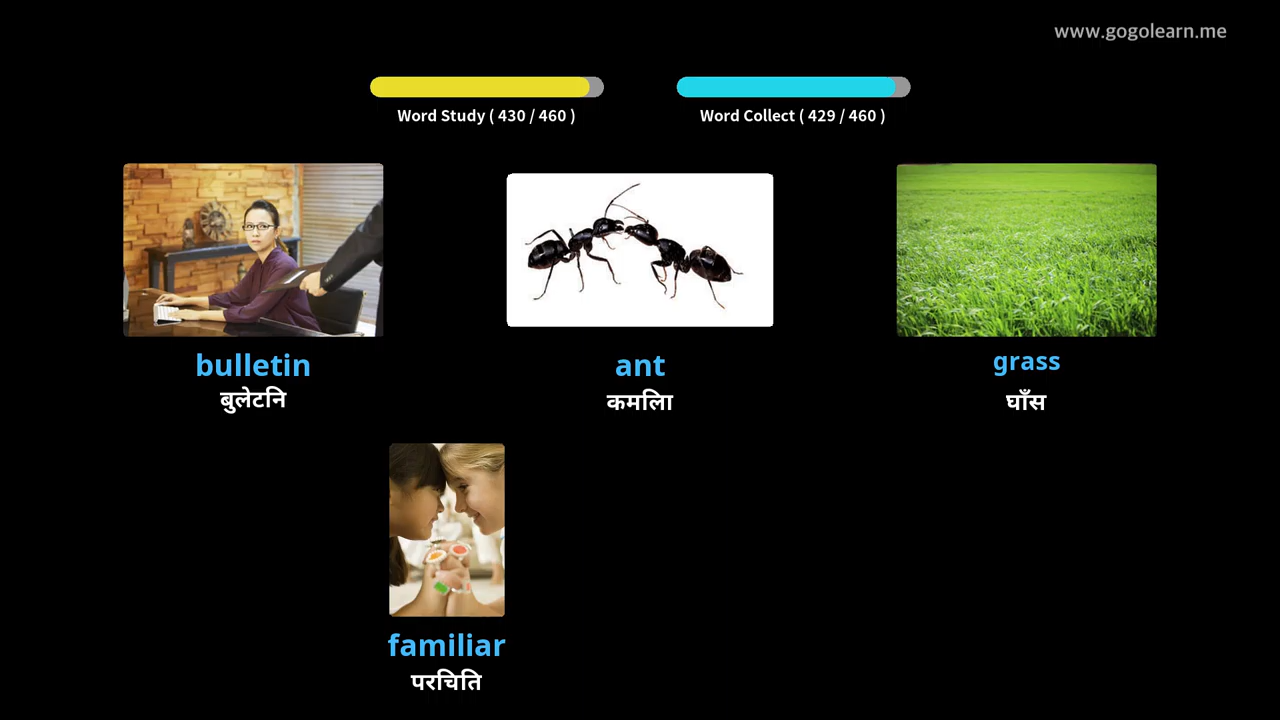 www.gogolearn.me
Word Study ( 430 / 460 )
Word Collect ( 429 / 460 )
bulletin
बुलेटनि
ant
कमलिा
grass
घाँस
familiar
परचिति